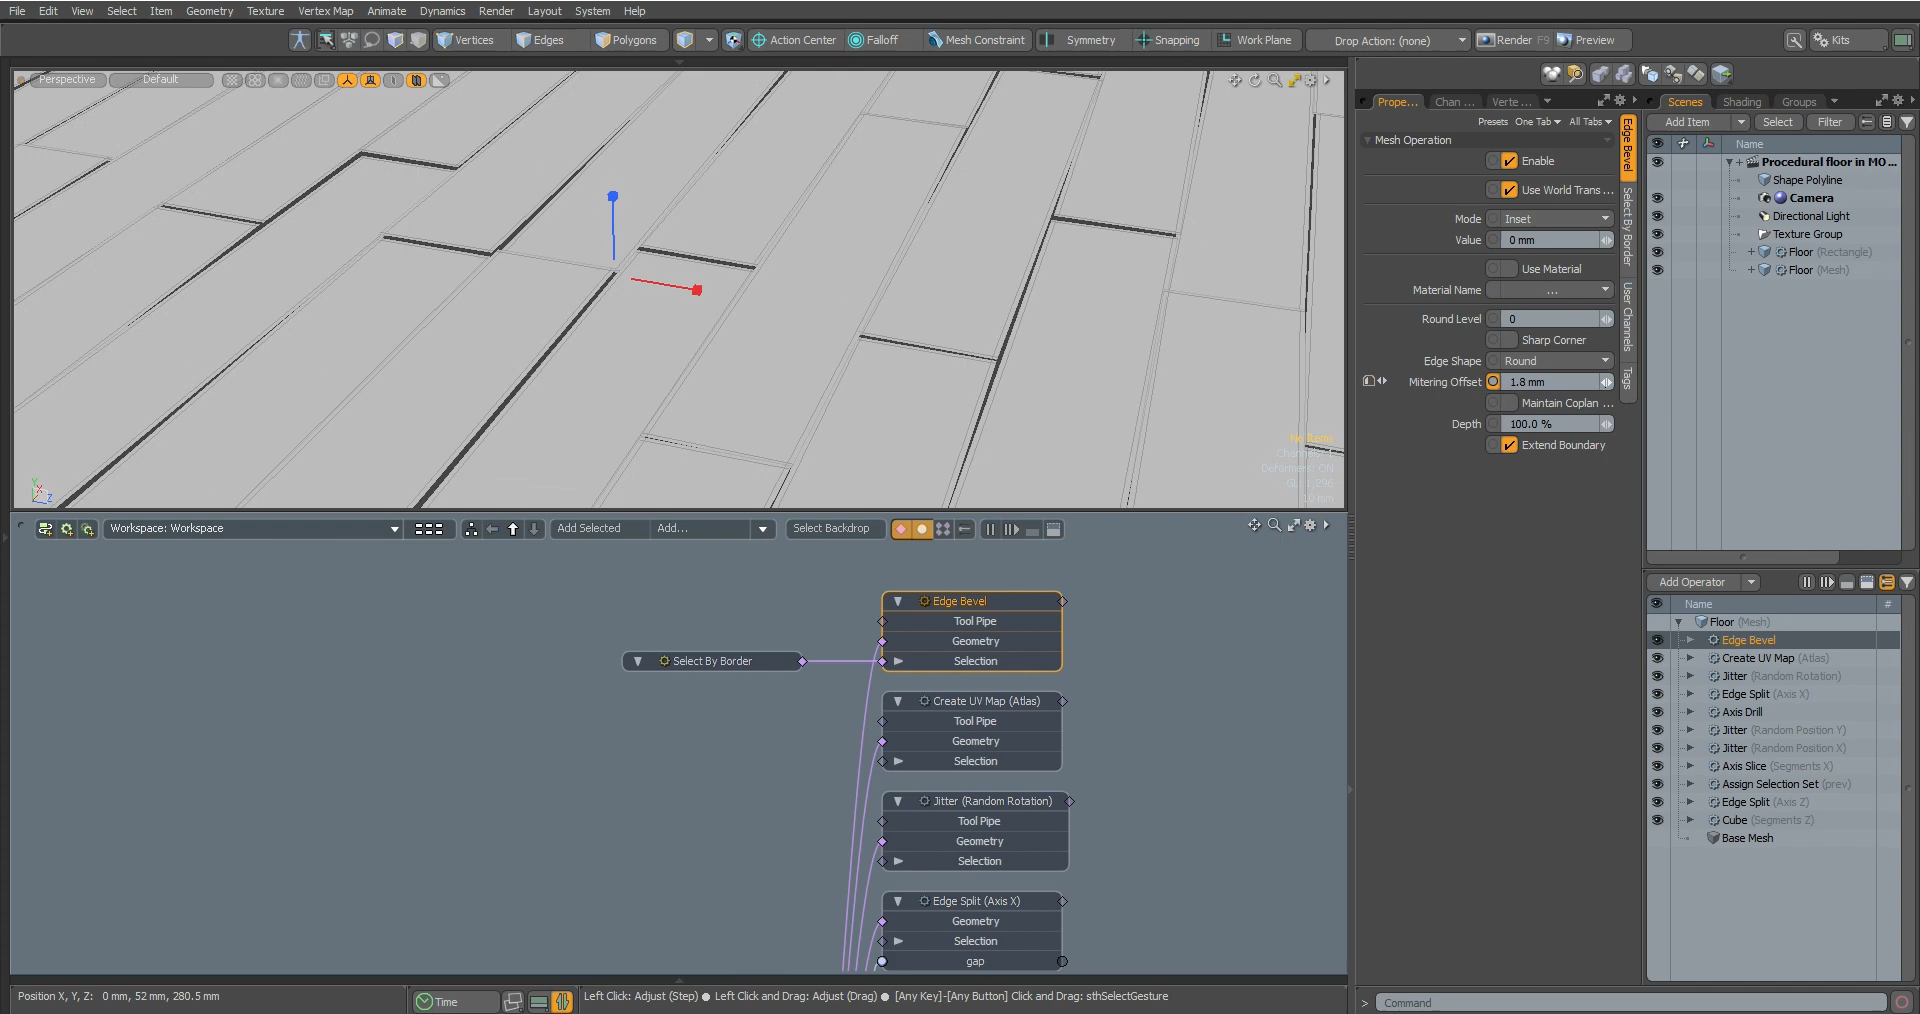 File Edit View Select Item Geometry Texture Vertex Map Animate Dynamics Render Layout System Help
Vertices Edges Polygons Action Center Falloff Mesh Constraint Symmetry Snapping Work Plane Drop Action: (none) Render F9 Preview Kits
Perspective Default
No Items
Deformers: ON
10 mm
Y X Z
Workspace: Workspace Add Selected Add... Select Backdrop
Edge Bevel
Tool Pipe
Geometry
Selection
Select By Border
Create UV Map (Atlas)
Tool Pipe
Geometry
Selection
Jitter (Random Rotation)
Tool Pipe
Geometry
Selection
Edge Split (Axis X)
Geometry
Selection
gap
Position X, Y, Z: 0 mm, 52 mm, 280.5 mm
Time
Left Click: Adjust (Step) ● Left Click and Drag: Adjust (Drag) ● [Any Key]-[Any Button] Click and Drag: sthSelectGesture
Prope... Chan ... Verte ...
Presets One Tab All Tabs
Mesh Operation
Enable
Use World Trans ...
Mode Inset
Value 0 mm
Use Material
Material Name ...
Round Level 0
Sharp Corner
Edge Shape Round
Mitering Offset 1.8 mm
Maintain Coplan ...
Depth 100.0 %
Extend Boundary
Edge Bevel
Select By Border
User Channels
Tags
Scenes Shading Groups
Add Item Select Filter
Name
Procedural floor in MO ...
Shape Polyline
Camera
Directional Light
Texture Group
Floor (Rectangle)
Floor (Mesh)
Add Operator
Name #
Floor (Mesh)
Edge Bevel
Create UV Map (Atlas)
Jitter (Random Rotation)
Edge Split (Axis X)
Axis Drill
Jitter (Random Position Y)
Jitter (Random Position X)
Axis Slice (Segments X)
Assign Selection Set (prev)
Edge Split (Axis Z)
Cube (Segments Z)
Base Mesh
> Command